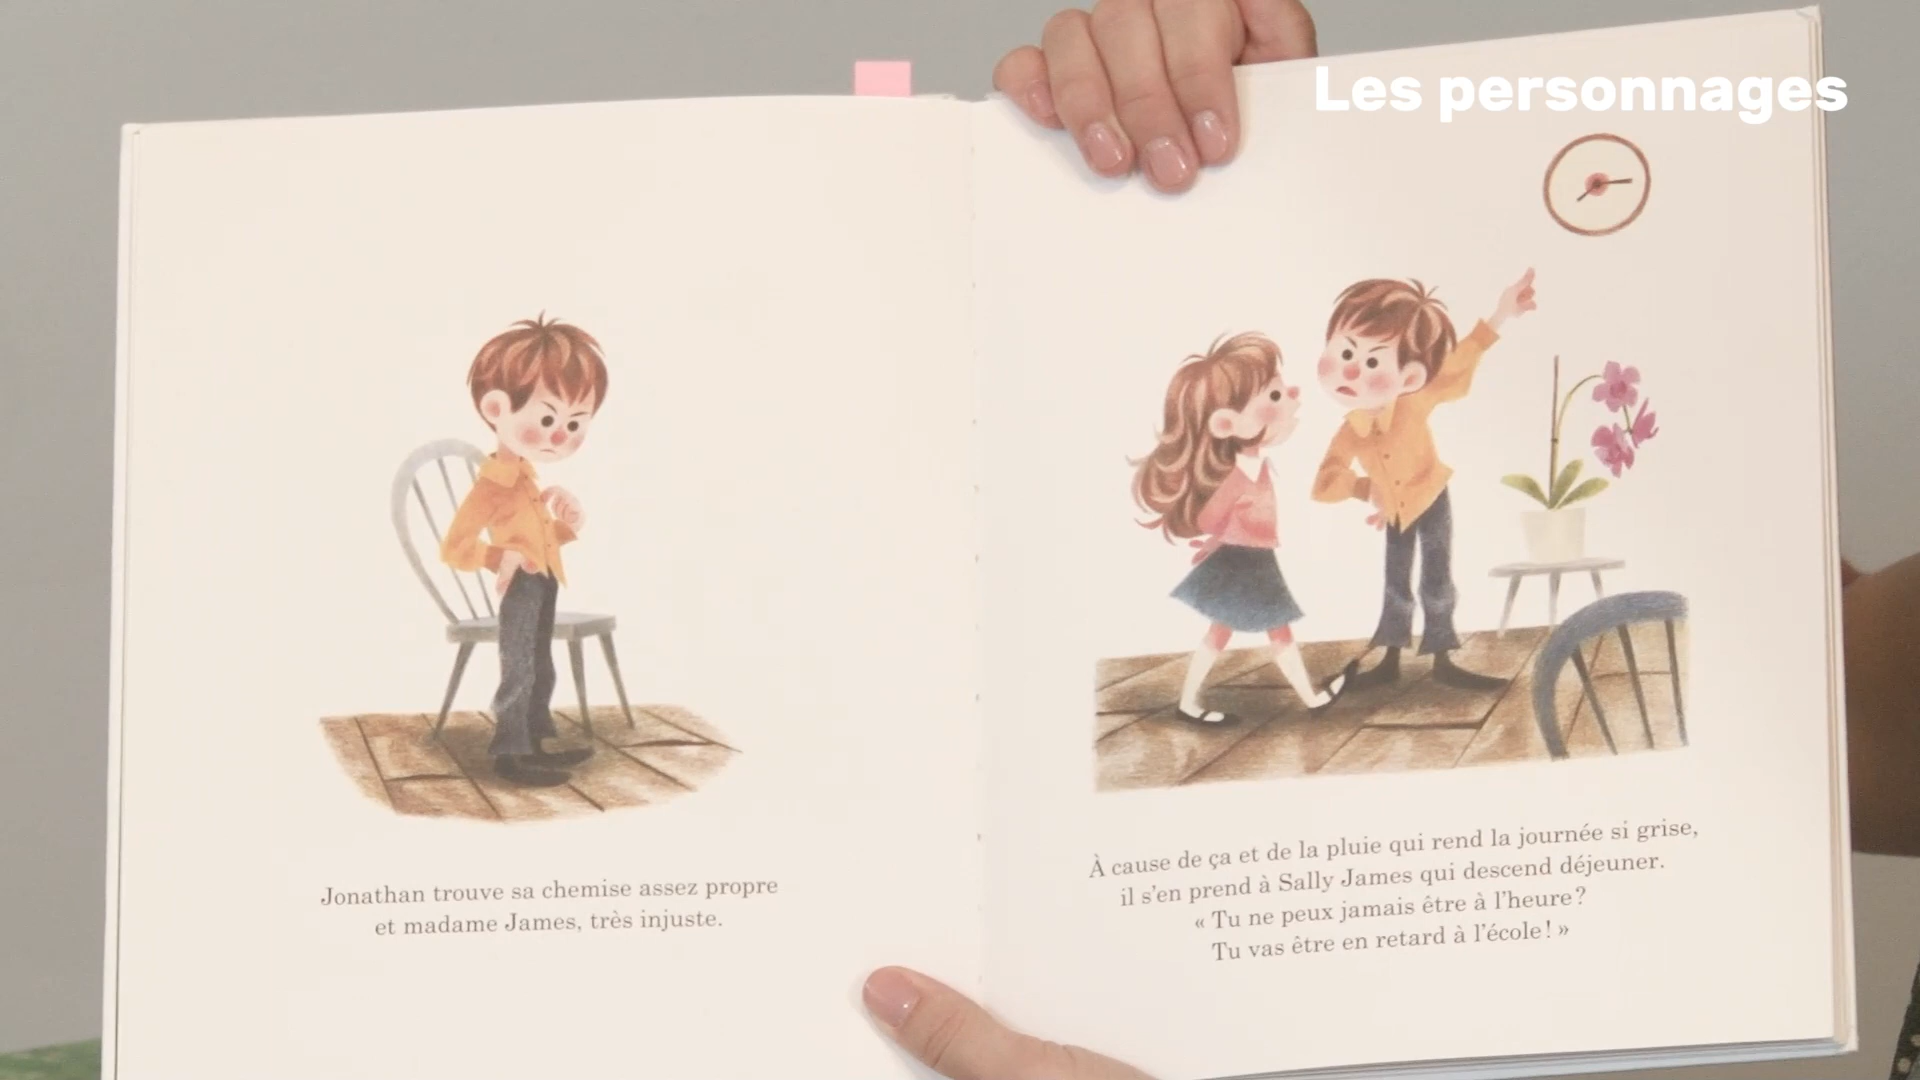 Les personnages
Jonathan trouve sa chemise assez propre
et madame James, très injuste.
À cause de ça et de la pluie qui rend la journée si grise,
il s'en prend à Sally James qui descend déjeuner.
« Tu ne peux jamais être à l'heure ?
Tu vas être en retard à l'école ! »